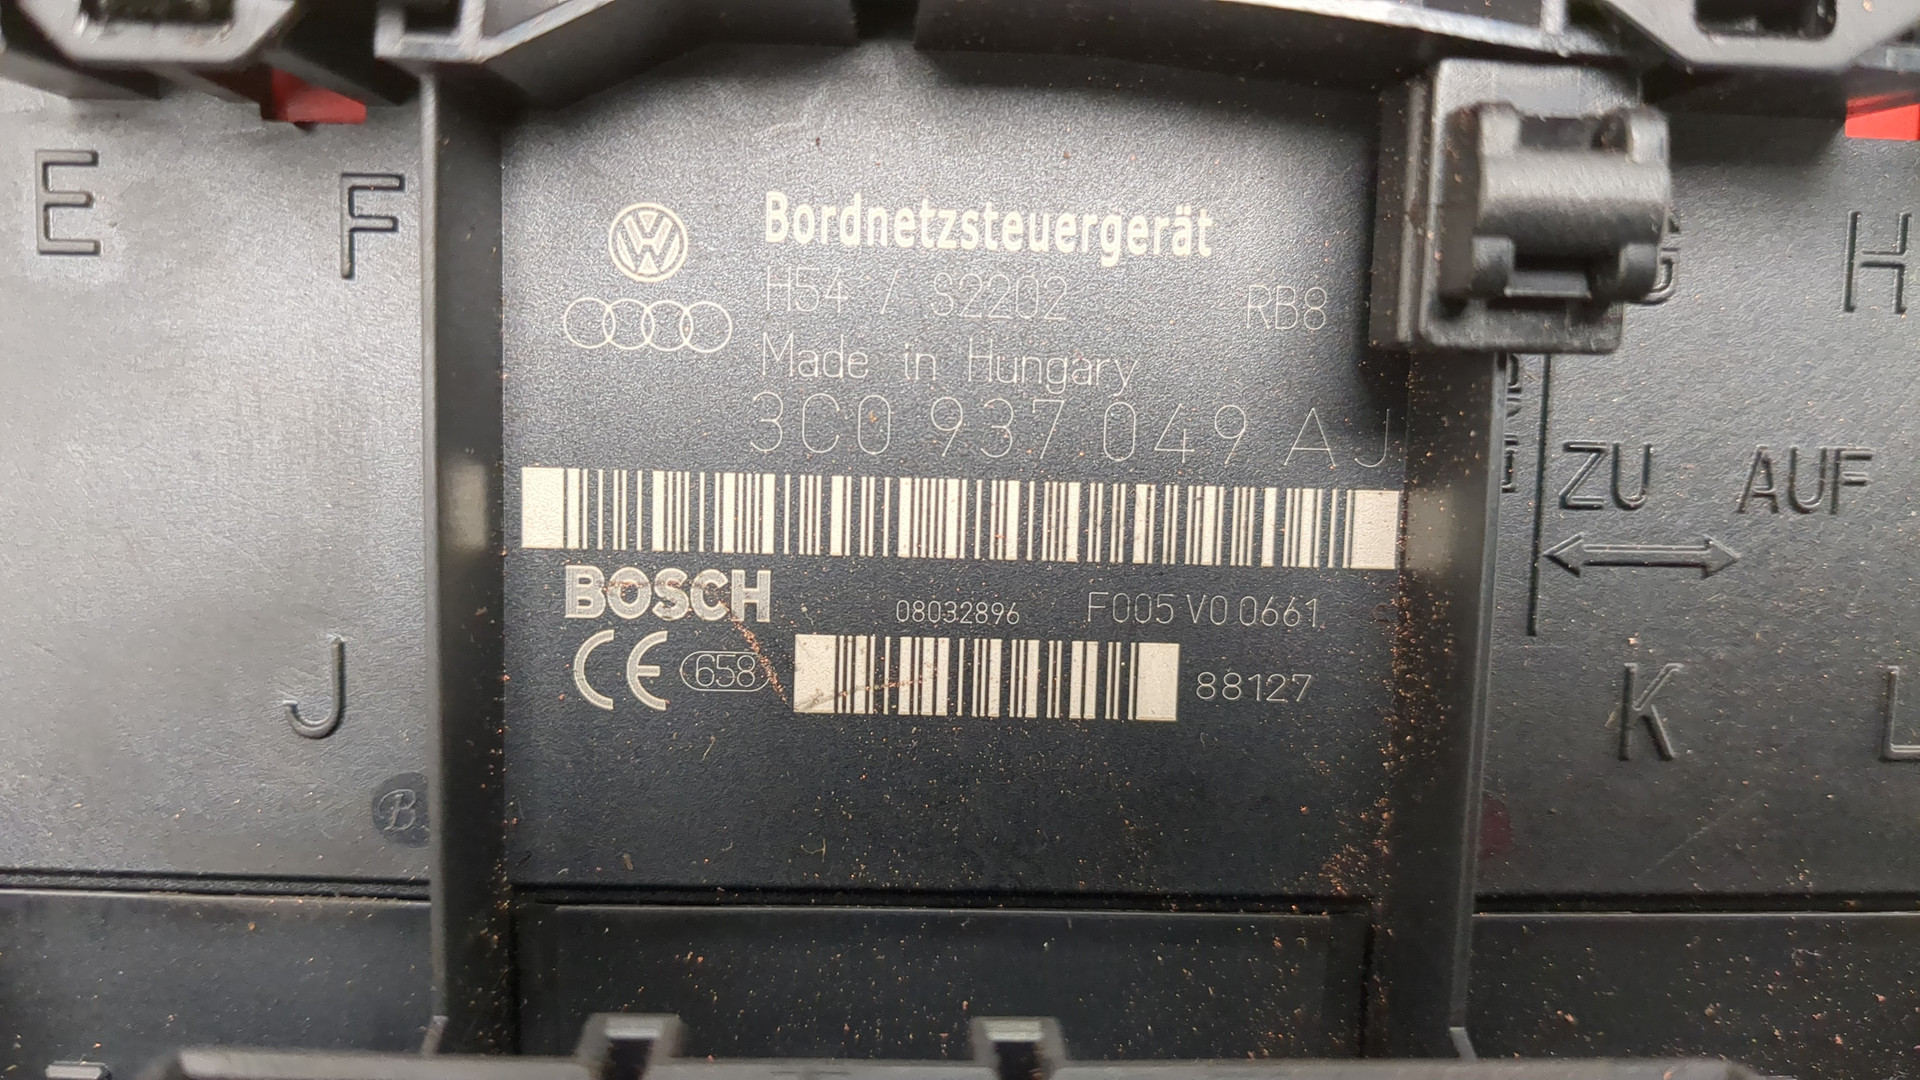 E
F
H
Bordnetzsteuergerät
H54 / S2202 RB8
Made in Hungary
3C0 937 049 A J
ZU AUF
BOSCH
08032896 F005 V0 0661
CE 658
88127
J
K
L
B